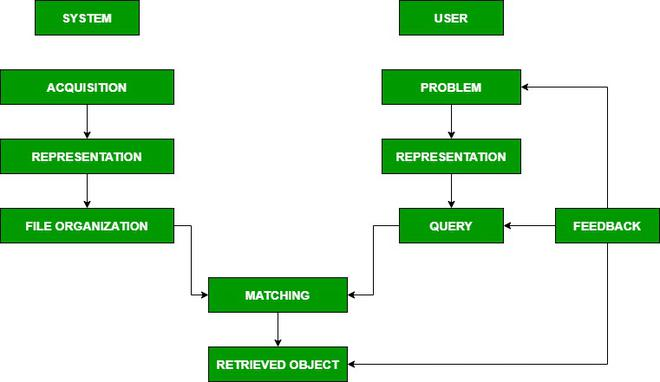 SYSTEM
USER
ACQUISITION
PROBLEM
REPRESENTATION
REPRESENTATION
FILE ORGANIZATION
QUERY
FEEDBACK
MATCHING
RETRIEVED OBJECT